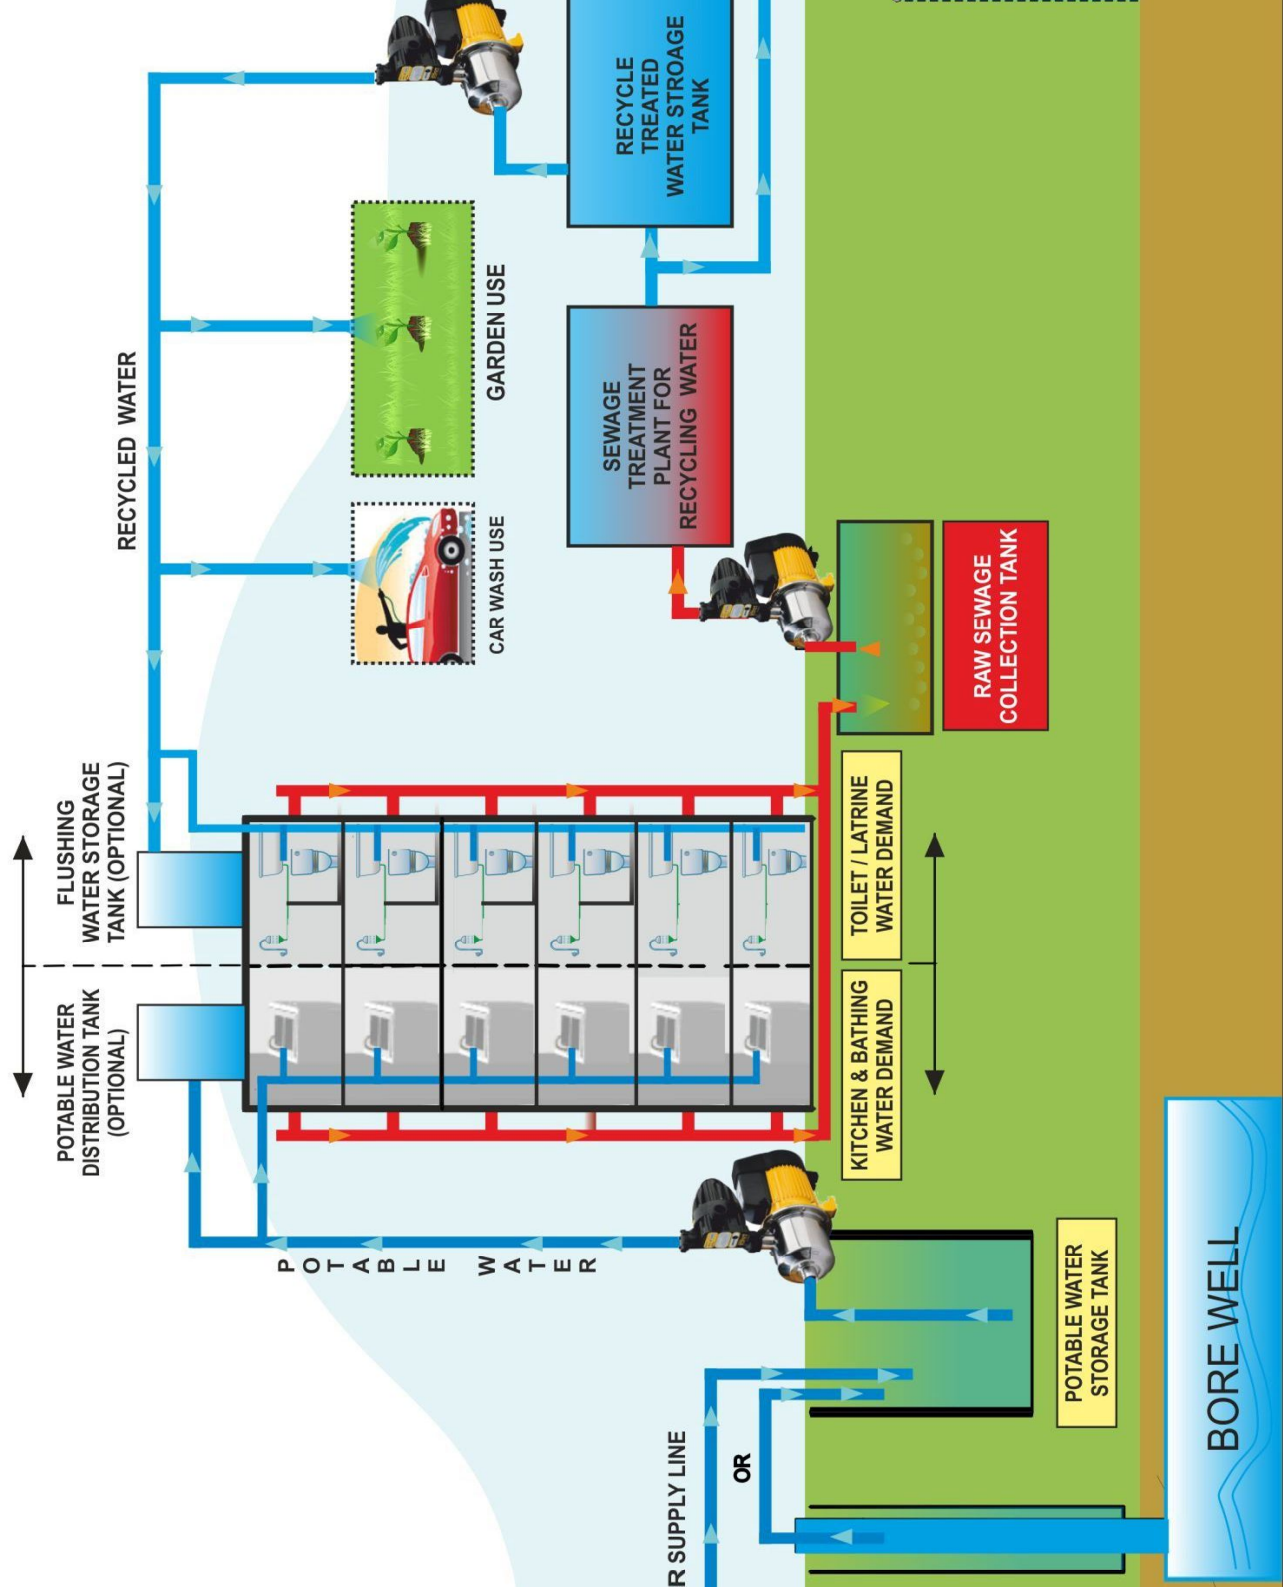 POTABLE WATER
DISTRIBUTION TANK
(OPTIONAL)
FLUSHING
WATER STORAGE
TANK (OPTIONAL)
RECYCLED WATER
POTABLE WATER
CAR WASH USE
GARDEN USE
SEWAGE
TREATMENT
PLANT FOR
RECYCLING WATER
RECYCLE
TREATED
WATER STROAGE
TANK
R SUPPLY LINE
OR
KITCHEN & BATHING
WATER DEMAND
TOILET / LATRINE
WATER DEMAND
RAW SEWAGE
COLLECTION TANK
POTABLE WATER
STORAGE TANK
BORE WELL